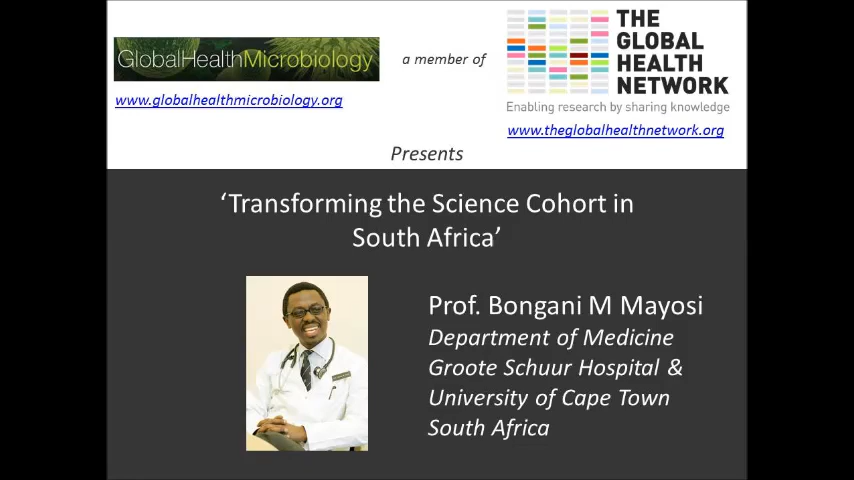 GlobalHealthMicrobiology
www.globalhealthmicrobiology.org
a member of
THE
GLOBAL
HEALTH
NETWORK
Enabling research by sharing knowledge
www.theglobalhealthnetwork.org
Presents
‘Transforming the Science Cohort in
South Africa’
Prof. Bongani M Mayosi
Department of Medicine
Groote Schuur Hospital &
University of Cape Town
South Africa